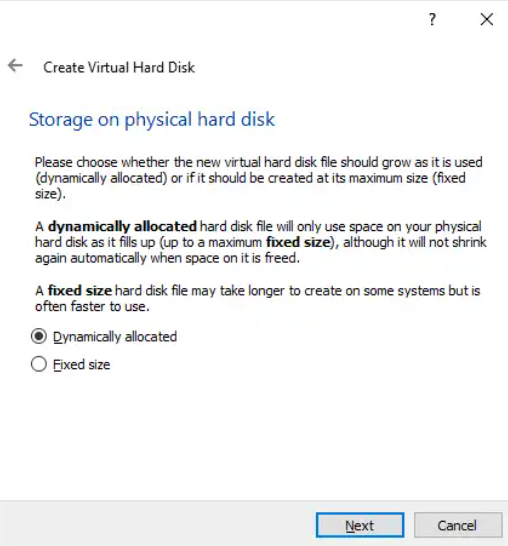 ?
Create Virtual Hard Disk
Storage on physical hard disk
Please choose whether the new virtual hard disk file should grow as it is used
(dynamically allocated) or if it should be created at its maximum size (fixed
size).
A dynamically allocated hard disk file will only use space on your physical
hard disk as it fills up (up to a maximum fixed size), although it will not shrink
again automatically when space on it is freed.
A fixed size hard disk file may take longer to create on some systems but is
often faster to use.
Dynamically allocated
Fixed size
Next Cancel